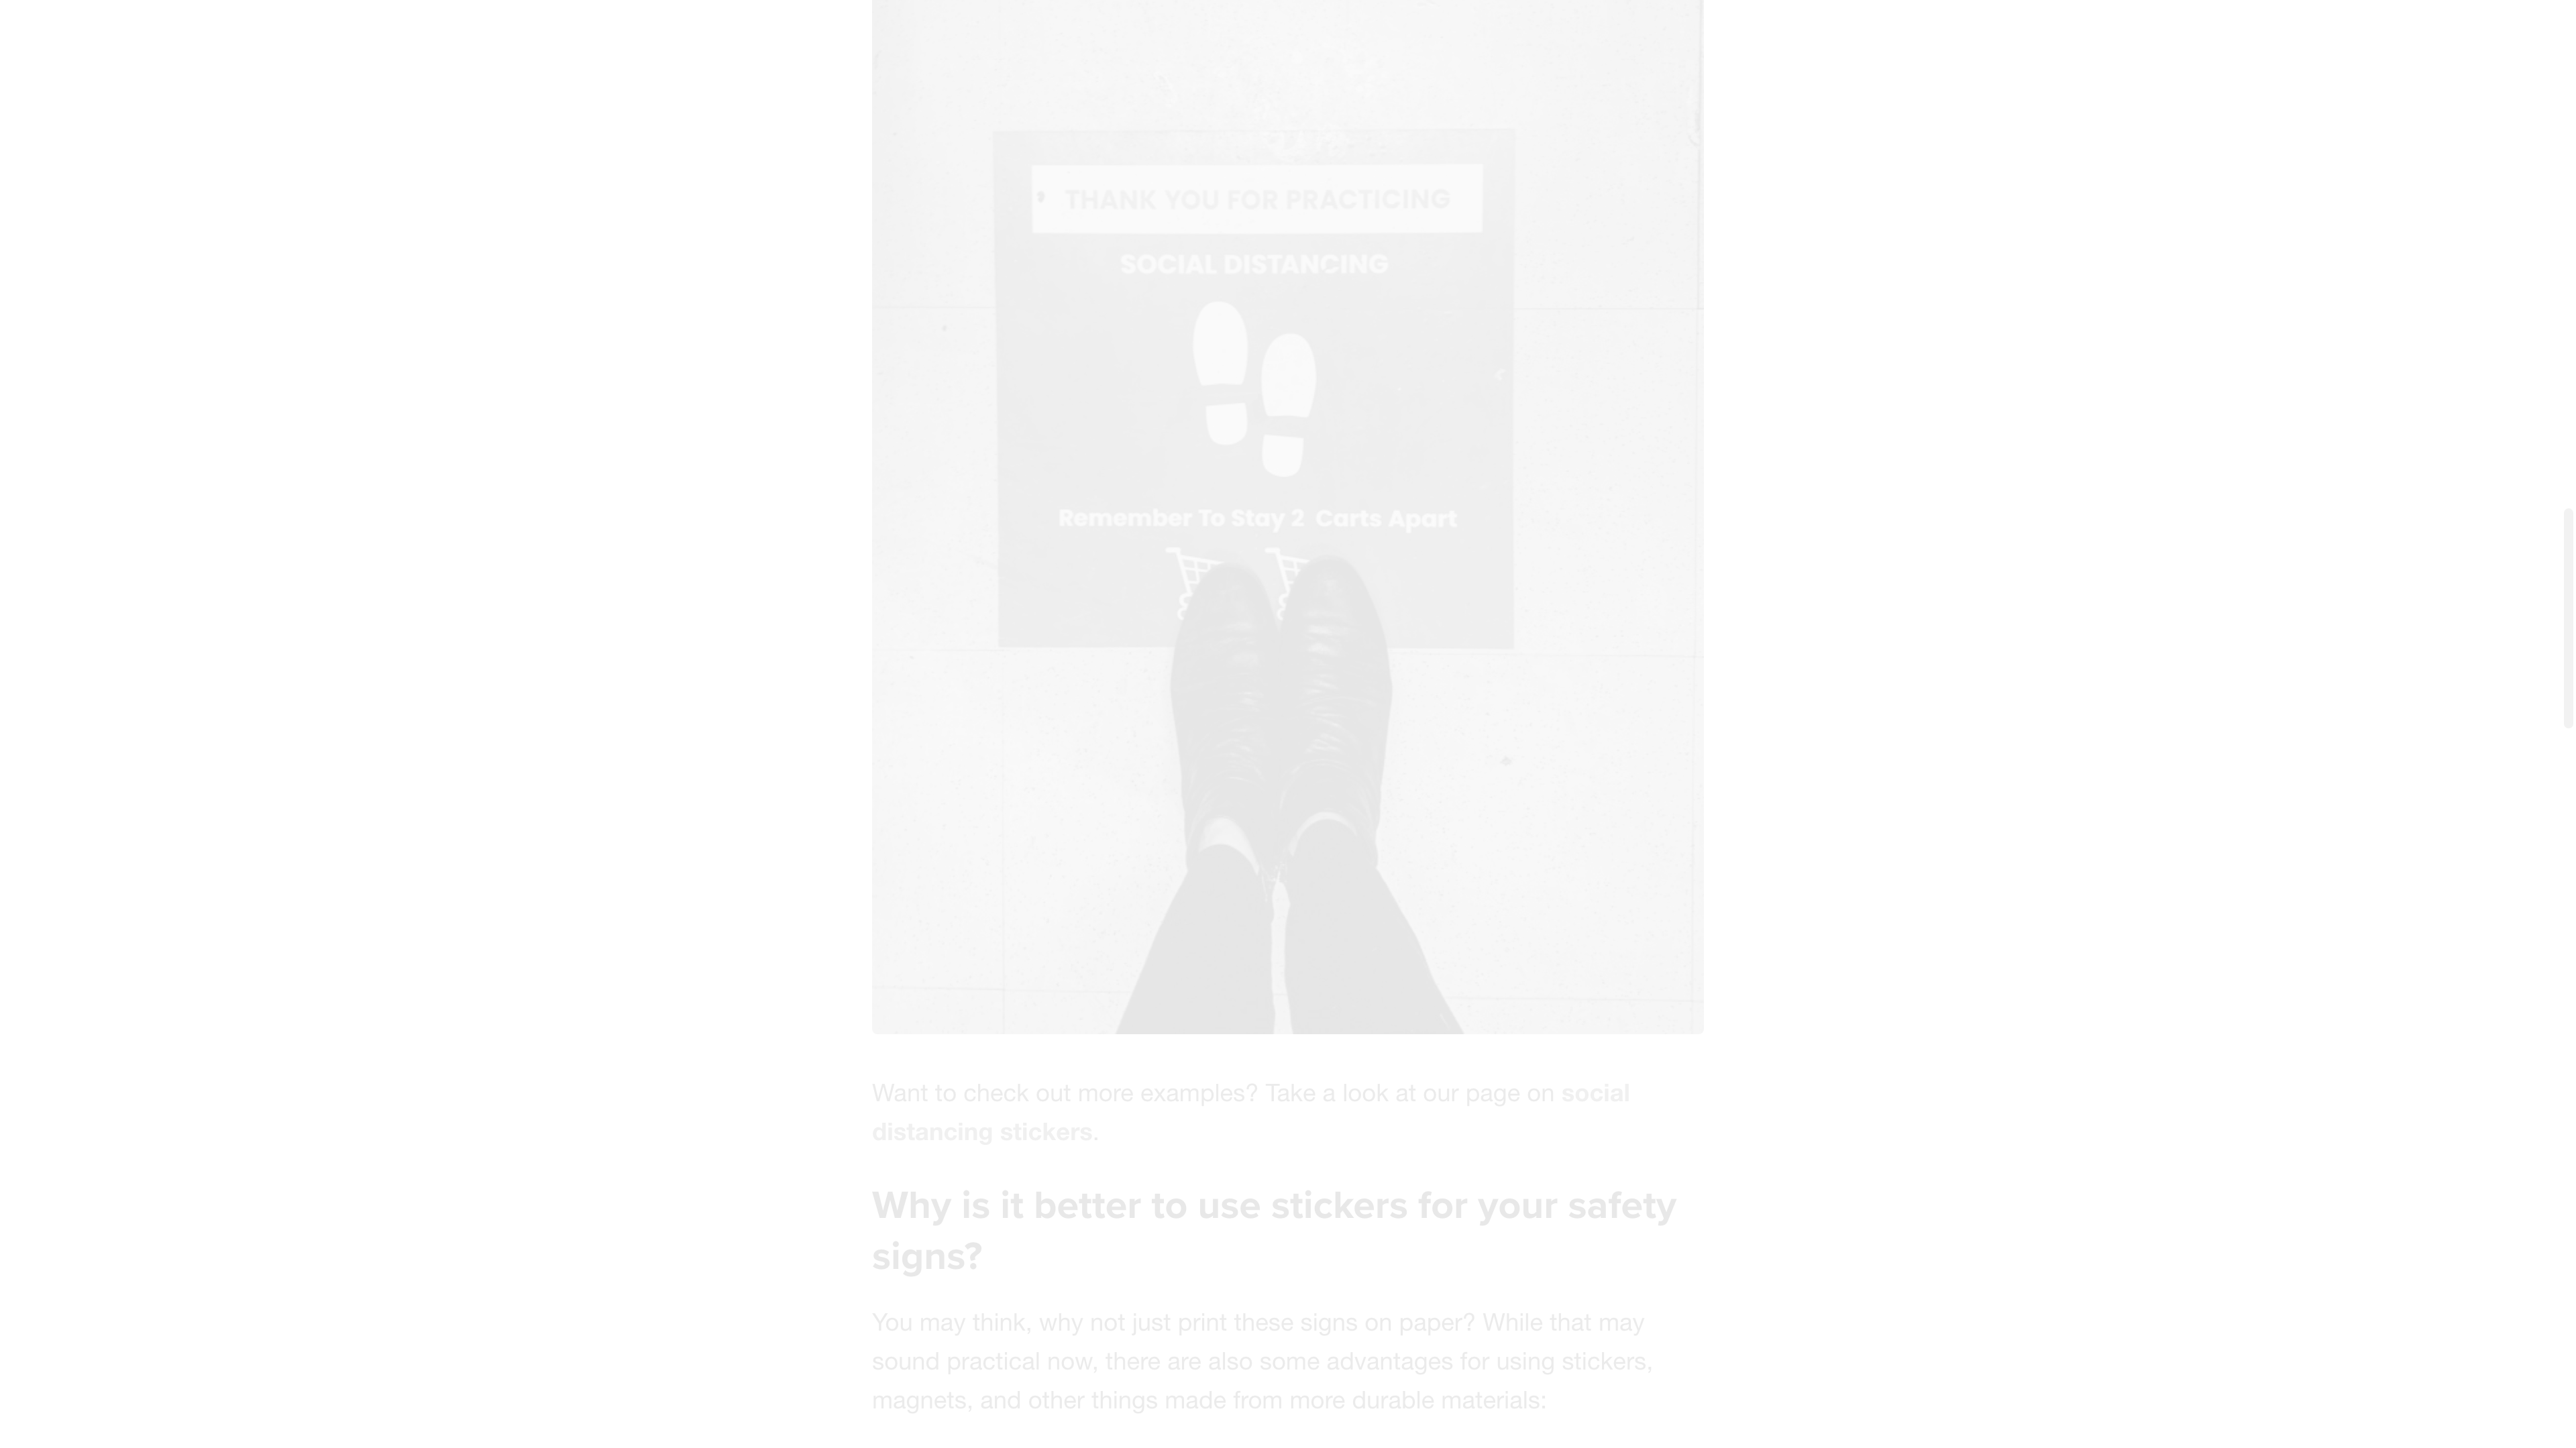 THANK YOU FOR PRACTICING
SOCIAL DISTANCING
Remember To Stay 2 Carts Apart
Want to check out more examples? Take a look at our page on social
distancing stickers.
Why is it better to use stickers for your safety
signs?
You may think, why not just print these signs on paper? While that may
sound practical now, there are also some advantages for using stickers,
magnets, and other things made from more durable materials: